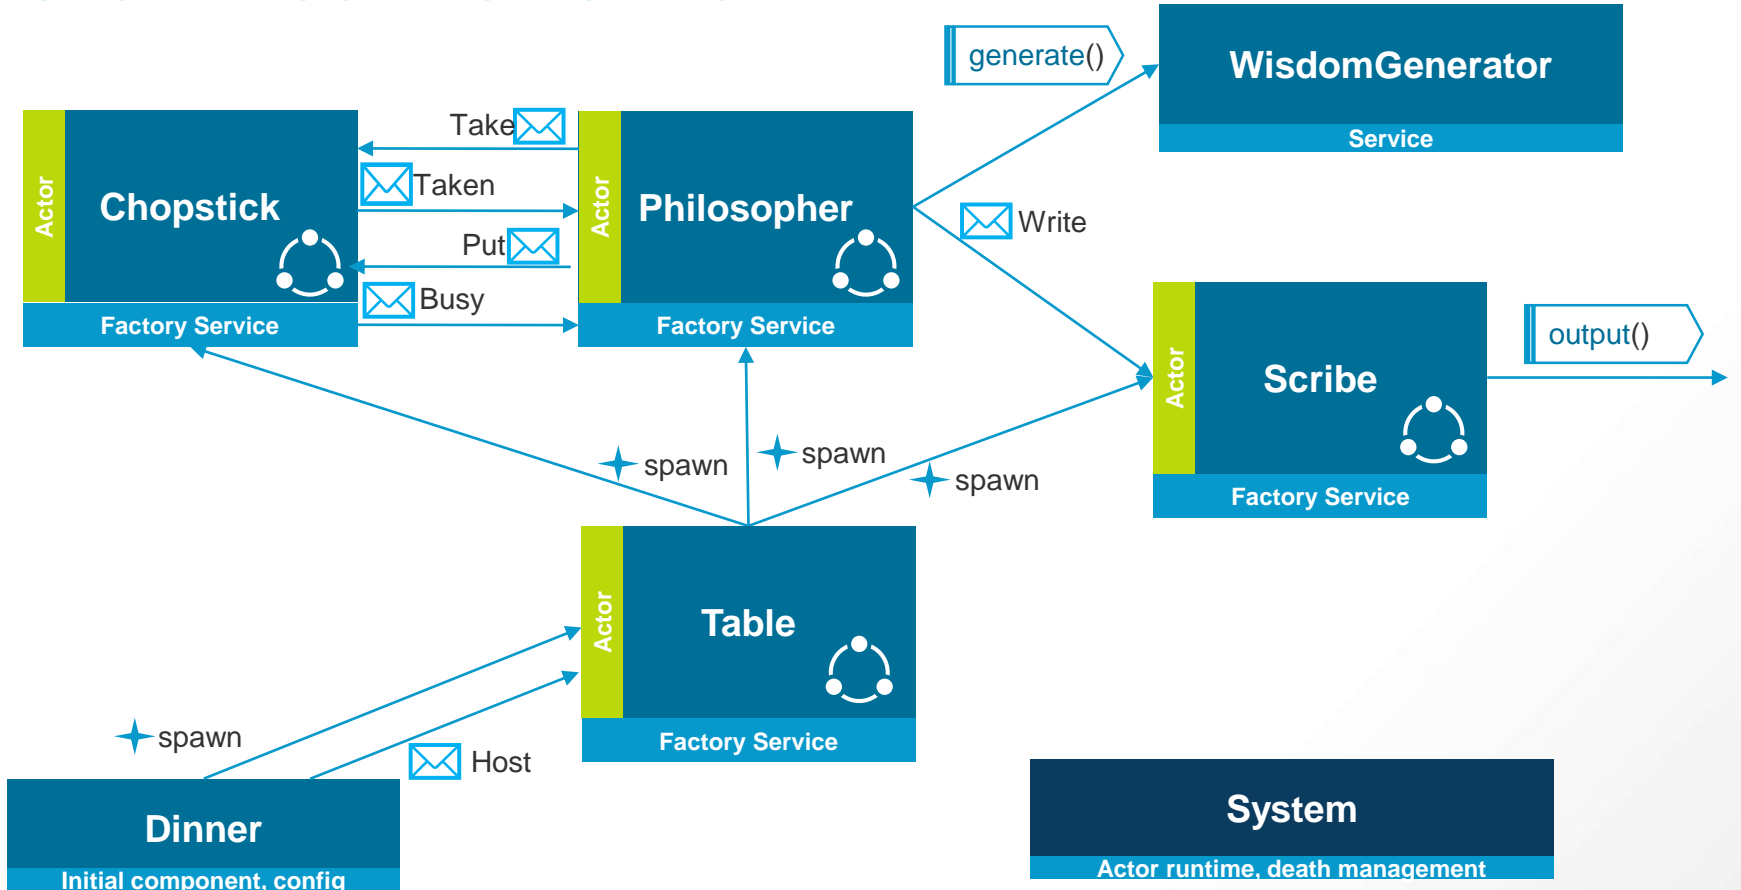 generate()
WisdomGenerator
Service
Take
Actor
Chopstick
Taken
Put
Busy
Factory Service
Actor
Philosopher
Factory Service
Write
Actor
Scribe
Factory Service
output()
spawn
spawn
spawn
Actor
Table
Factory Service
spawn
Host
Dinner
Initial component, config
System
Actor runtime, death management